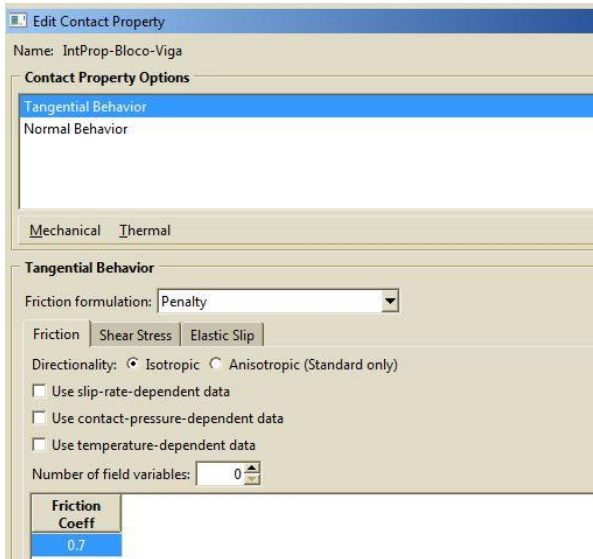 Edit Contact Property
Name: IntProp-Bloco-Viga
Contact Property Options
Tangential Behavior
Normal Behavior
Mechanical Thermal
Tangential Behavior
Friction formulation: Penalty
Friction Shear Stress Elastic Slip
Directionality: Isotropic Anisotropic (Standard only)
Use slip-rate-dependent data
Use contact-pressure-dependent data
Use temperature-dependent data
Number of field variables: 0
Friction
Coeff
0.7